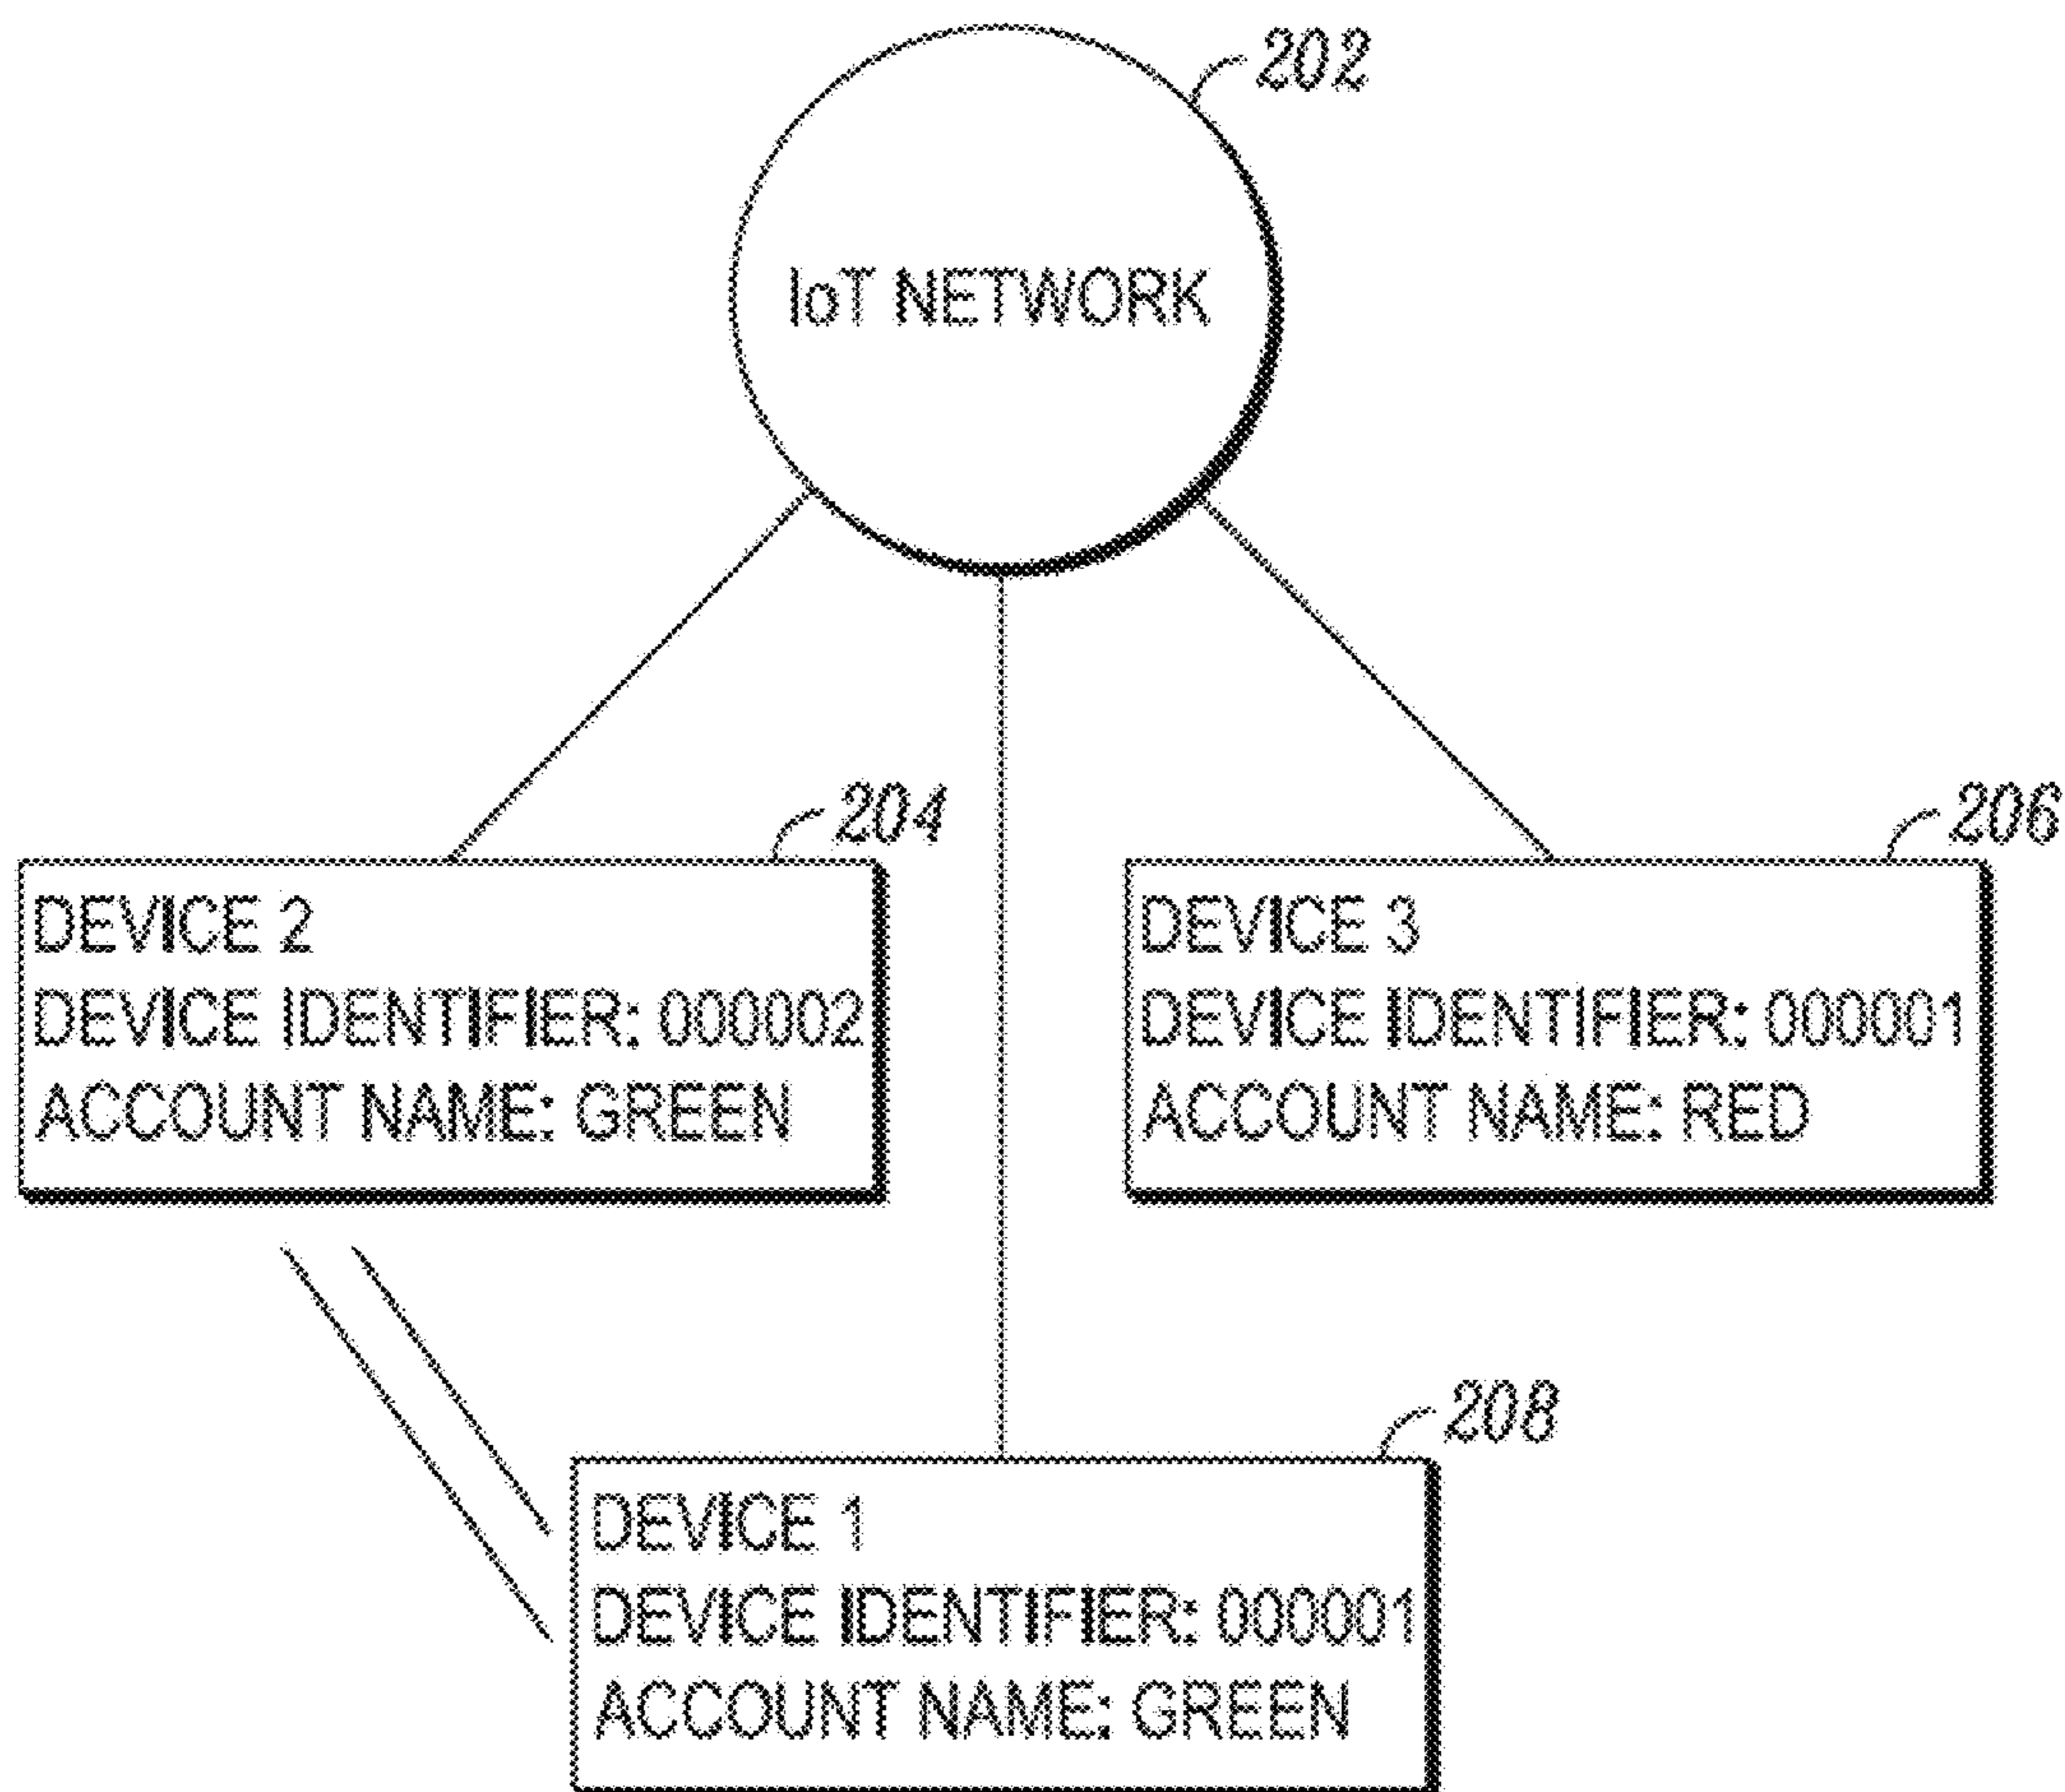 202
IoT NETWORK
204
DEVICE 2
DEVICE IDENTIFIER: 000002
ACCOUNT NAME: GREEN
206
DEVICE 3
DEVICE IDENTIFIER: 000001
ACCOUNT NAME: RED
208
DEVICE 1
DEVICE IDENTIFIER: 000001
ACCOUNT NAME: GREEN